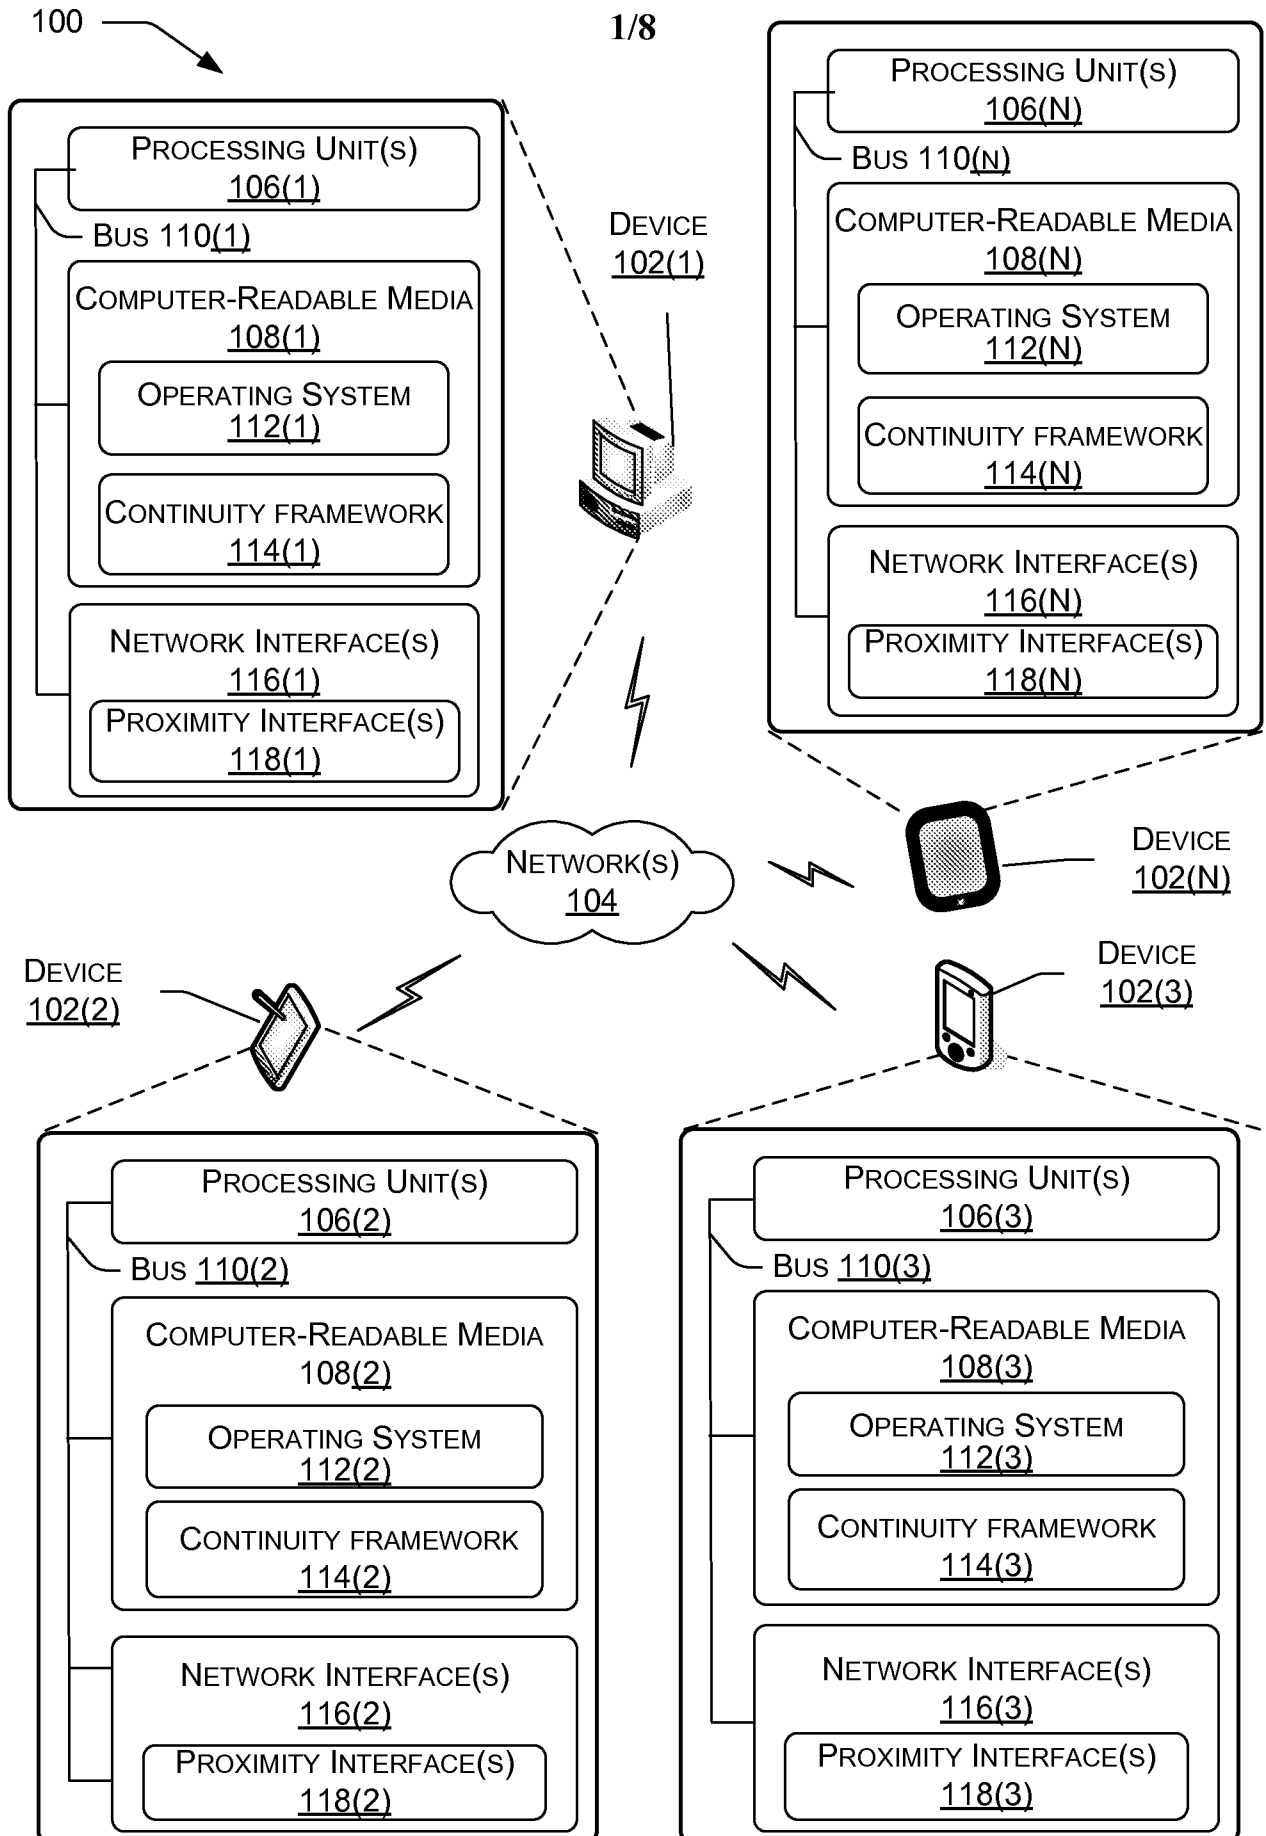 100
1/8
PROCESSING UNIT(S)
106(1)
BUS 110(1)
COMPUTER-READABLE MEDIA
108(1)
OPERATING SYSTEM
112(1)
CONTINUITY FRAMEWORK
114(1)
NETWORK INTERFACE(S)
116(1)
PROXIMITY INTERFACE(S)
118(1)
DEVICE
102(1)
PROCESSING UNIT(S)
106(N)
BUS 110(N)
COMPUTER-READABLE MEDIA
108(N)
OPERATING SYSTEM
112(N)
CONTINUITY FRAMEWORK
114(N)
NETWORK INTERFACE(S)
116(N)
PROXIMITY INTERFACE(S)
118(N)
NETWORK(S)
104
DEVICE
102(N)
DEVICE
102(2)
DEVICE
102(3)
PROCESSING UNIT(S)
106(2)
BUS 110(2)
COMPUTER-READABLE MEDIA
108(2)
OPERATING SYSTEM
112(2)
CONTINUITY FRAMEWORK
114(2)
NETWORK INTERFACE(S)
116(2)
PROXIMITY INTERFACE(S)
118(2)
PROCESSING UNIT(S)
106(3)
BUS 110(3)
COMPUTER-READABLE MEDIA
108(3)
OPERATING SYSTEM
112(3)
CONTINUITY FRAMEWORK
114(3)
NETWORK INTERFACE(S)
116(3)
PROXIMITY INTERFACE(S)
118(3)